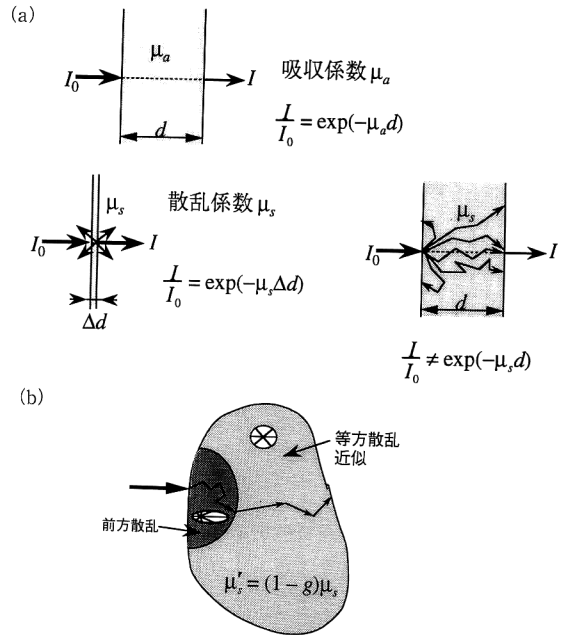 (a)
μa
I0
I
d
吸収係数 μa
I/I0 = exp(−μad)
μs
I0
I
Δd
散乱係数 μs
I/I0 = exp(−μsΔd)
μs
I0
I
d
I/I0 ≠ exp(−μsd)
(b)
等方散乱
近似
前方散乱
μ's = (1 − g)μs